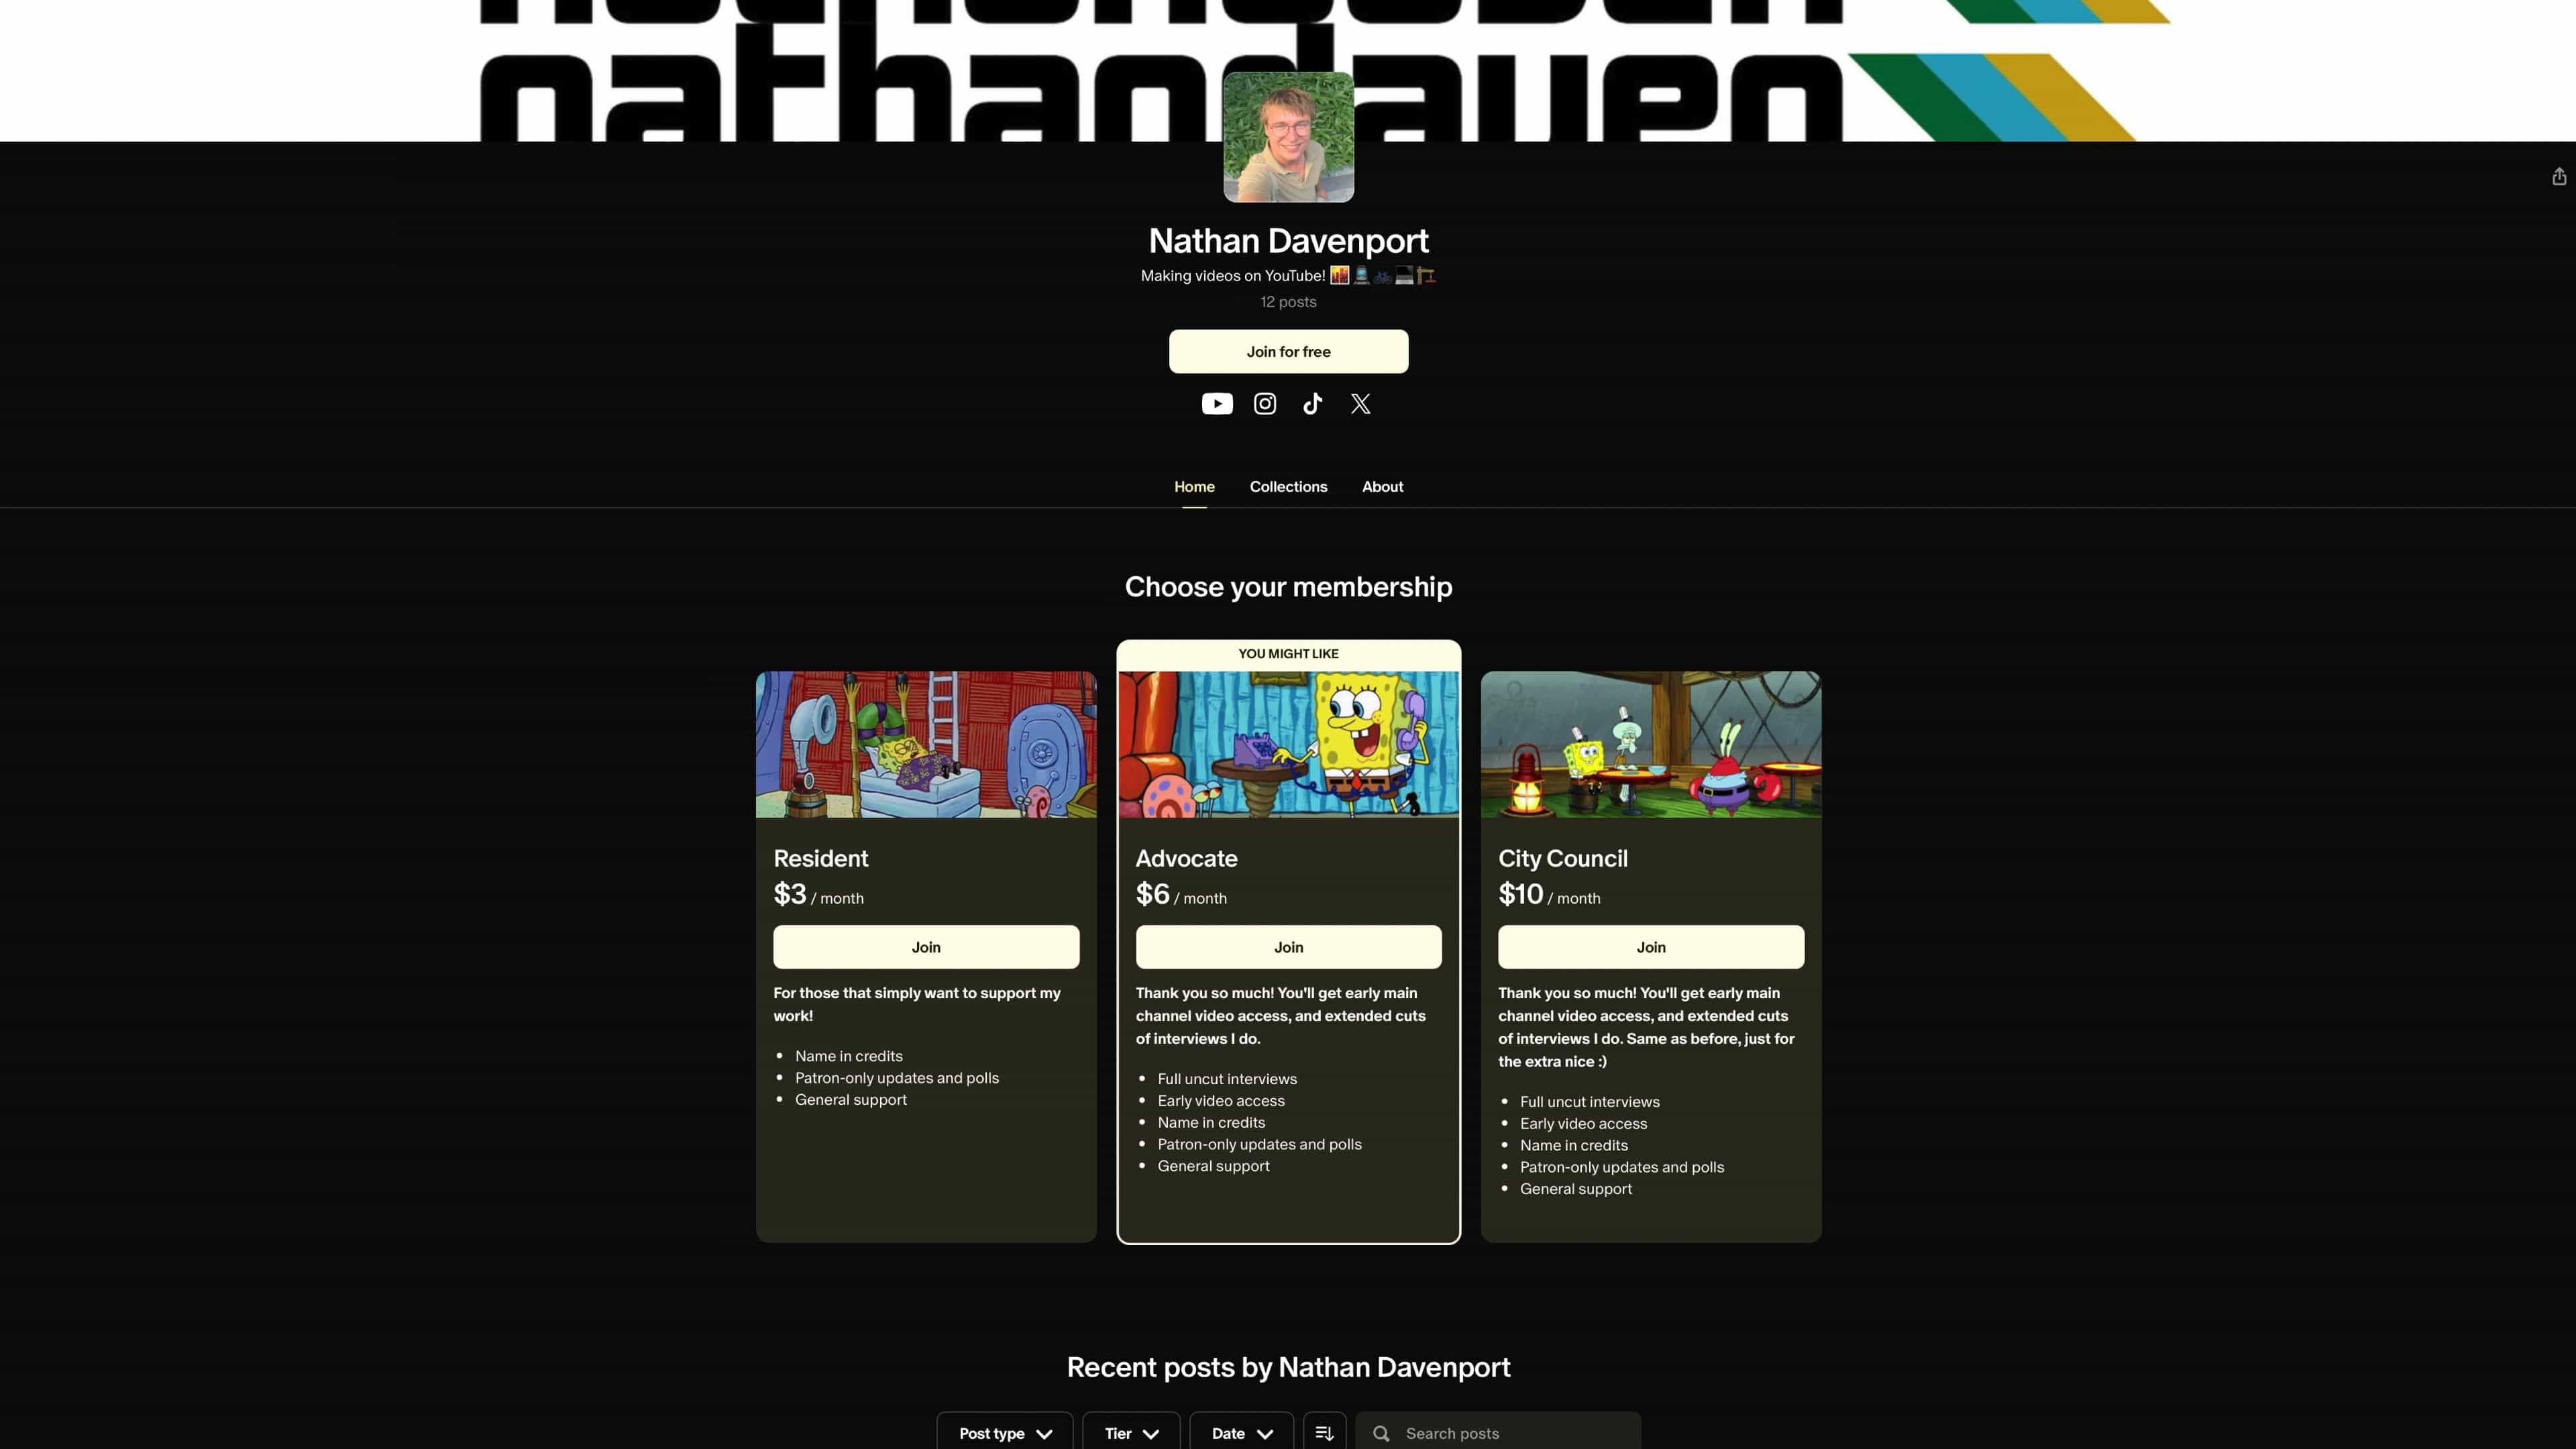 nathandaven
Nathan Davenport
Making videos on YouTube!
12 posts
Join for free
Home
Collections
About
Choose your membership
YOU MIGHT LIKE
Resident
$3 / month
Join
For those that simply want to support my
work!
Name in credits
Patron-only updates and polls
General support
Advocate
$6 / month
Join
Thank you so much! You'll get early main
channel video access, and extended cuts
of interviews I do.
Full uncut interviews
Early video access
Name in credits
Patron-only updates and polls
General support
City Council
$10 / month
Join
Thank you so much! You'll get early main
channel video access, and extended cuts
of interviews I do. Same as before, just for
the extra nice :)
Full uncut interviews
Early video access
Name in credits
Patron-only updates and polls
General support
Recent posts by Nathan Davenport
Post type
Tier
Date
Search posts